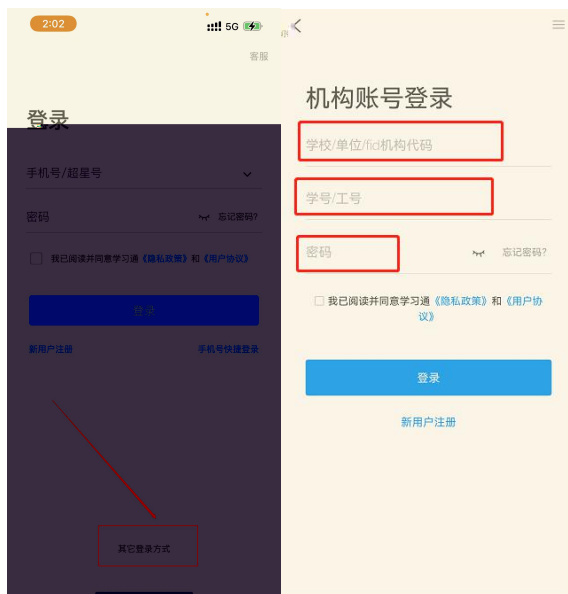 2:02
5G
客服
登录
手机号/超星号
密码
忘记密码?
我已阅读并同意学习通《隐私政策》和《用户协议》
登录
新用户注册
手机号快捷登录
其它登录方式
机构账号登录
学校/单位/fid机构代码
学号/工号
密码
忘记密码?
我已阅读并同意学习通《隐私政策》和《用户协
议》
登录
新用户注册